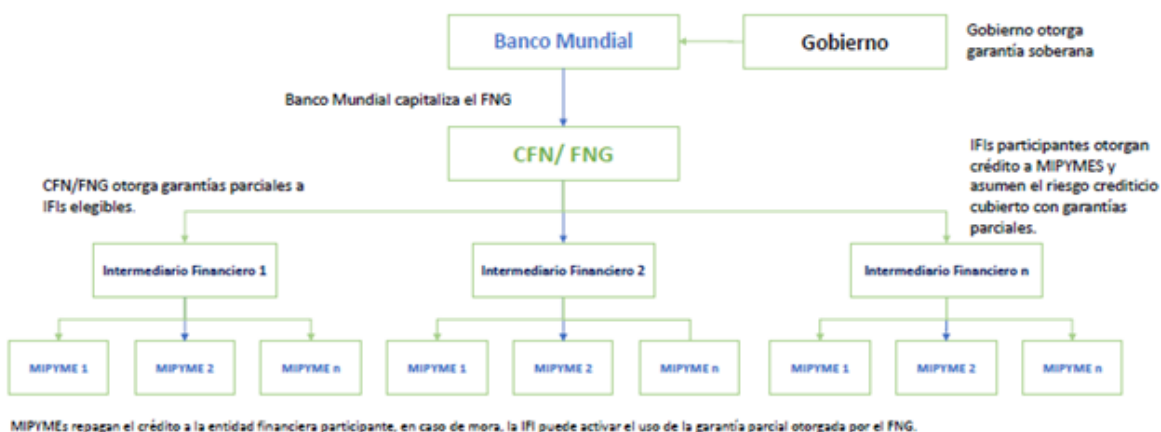 Banco Mundial
Gobierno
Gobierno otorga
garantía soberana
Banco Mundial capitaliza el FNG
CFN/ FNG
IFIs participantes otorgan
crédito a MIPYMES y
asumen el riesgo crediticio
cubierto con garantías
parciales.
CFN/FNG otorga garantías parciales a
IFIs elegibles.
Intermediario Financiero 1
Intermediario Financiero 2
Intermediario Financiero n
MIPYME 1
MIPYME 2
MIPYME n
MIPYME 1
MIPYME 2
MIPYME n
MIPYME 1
MIPYME 2
MIPYME n
MIPYMEs repagan el crédito a la entidad financiera participante, en caso de mora, la IFI puede activar el uso de la garantía parcial otorgada por el FNG.